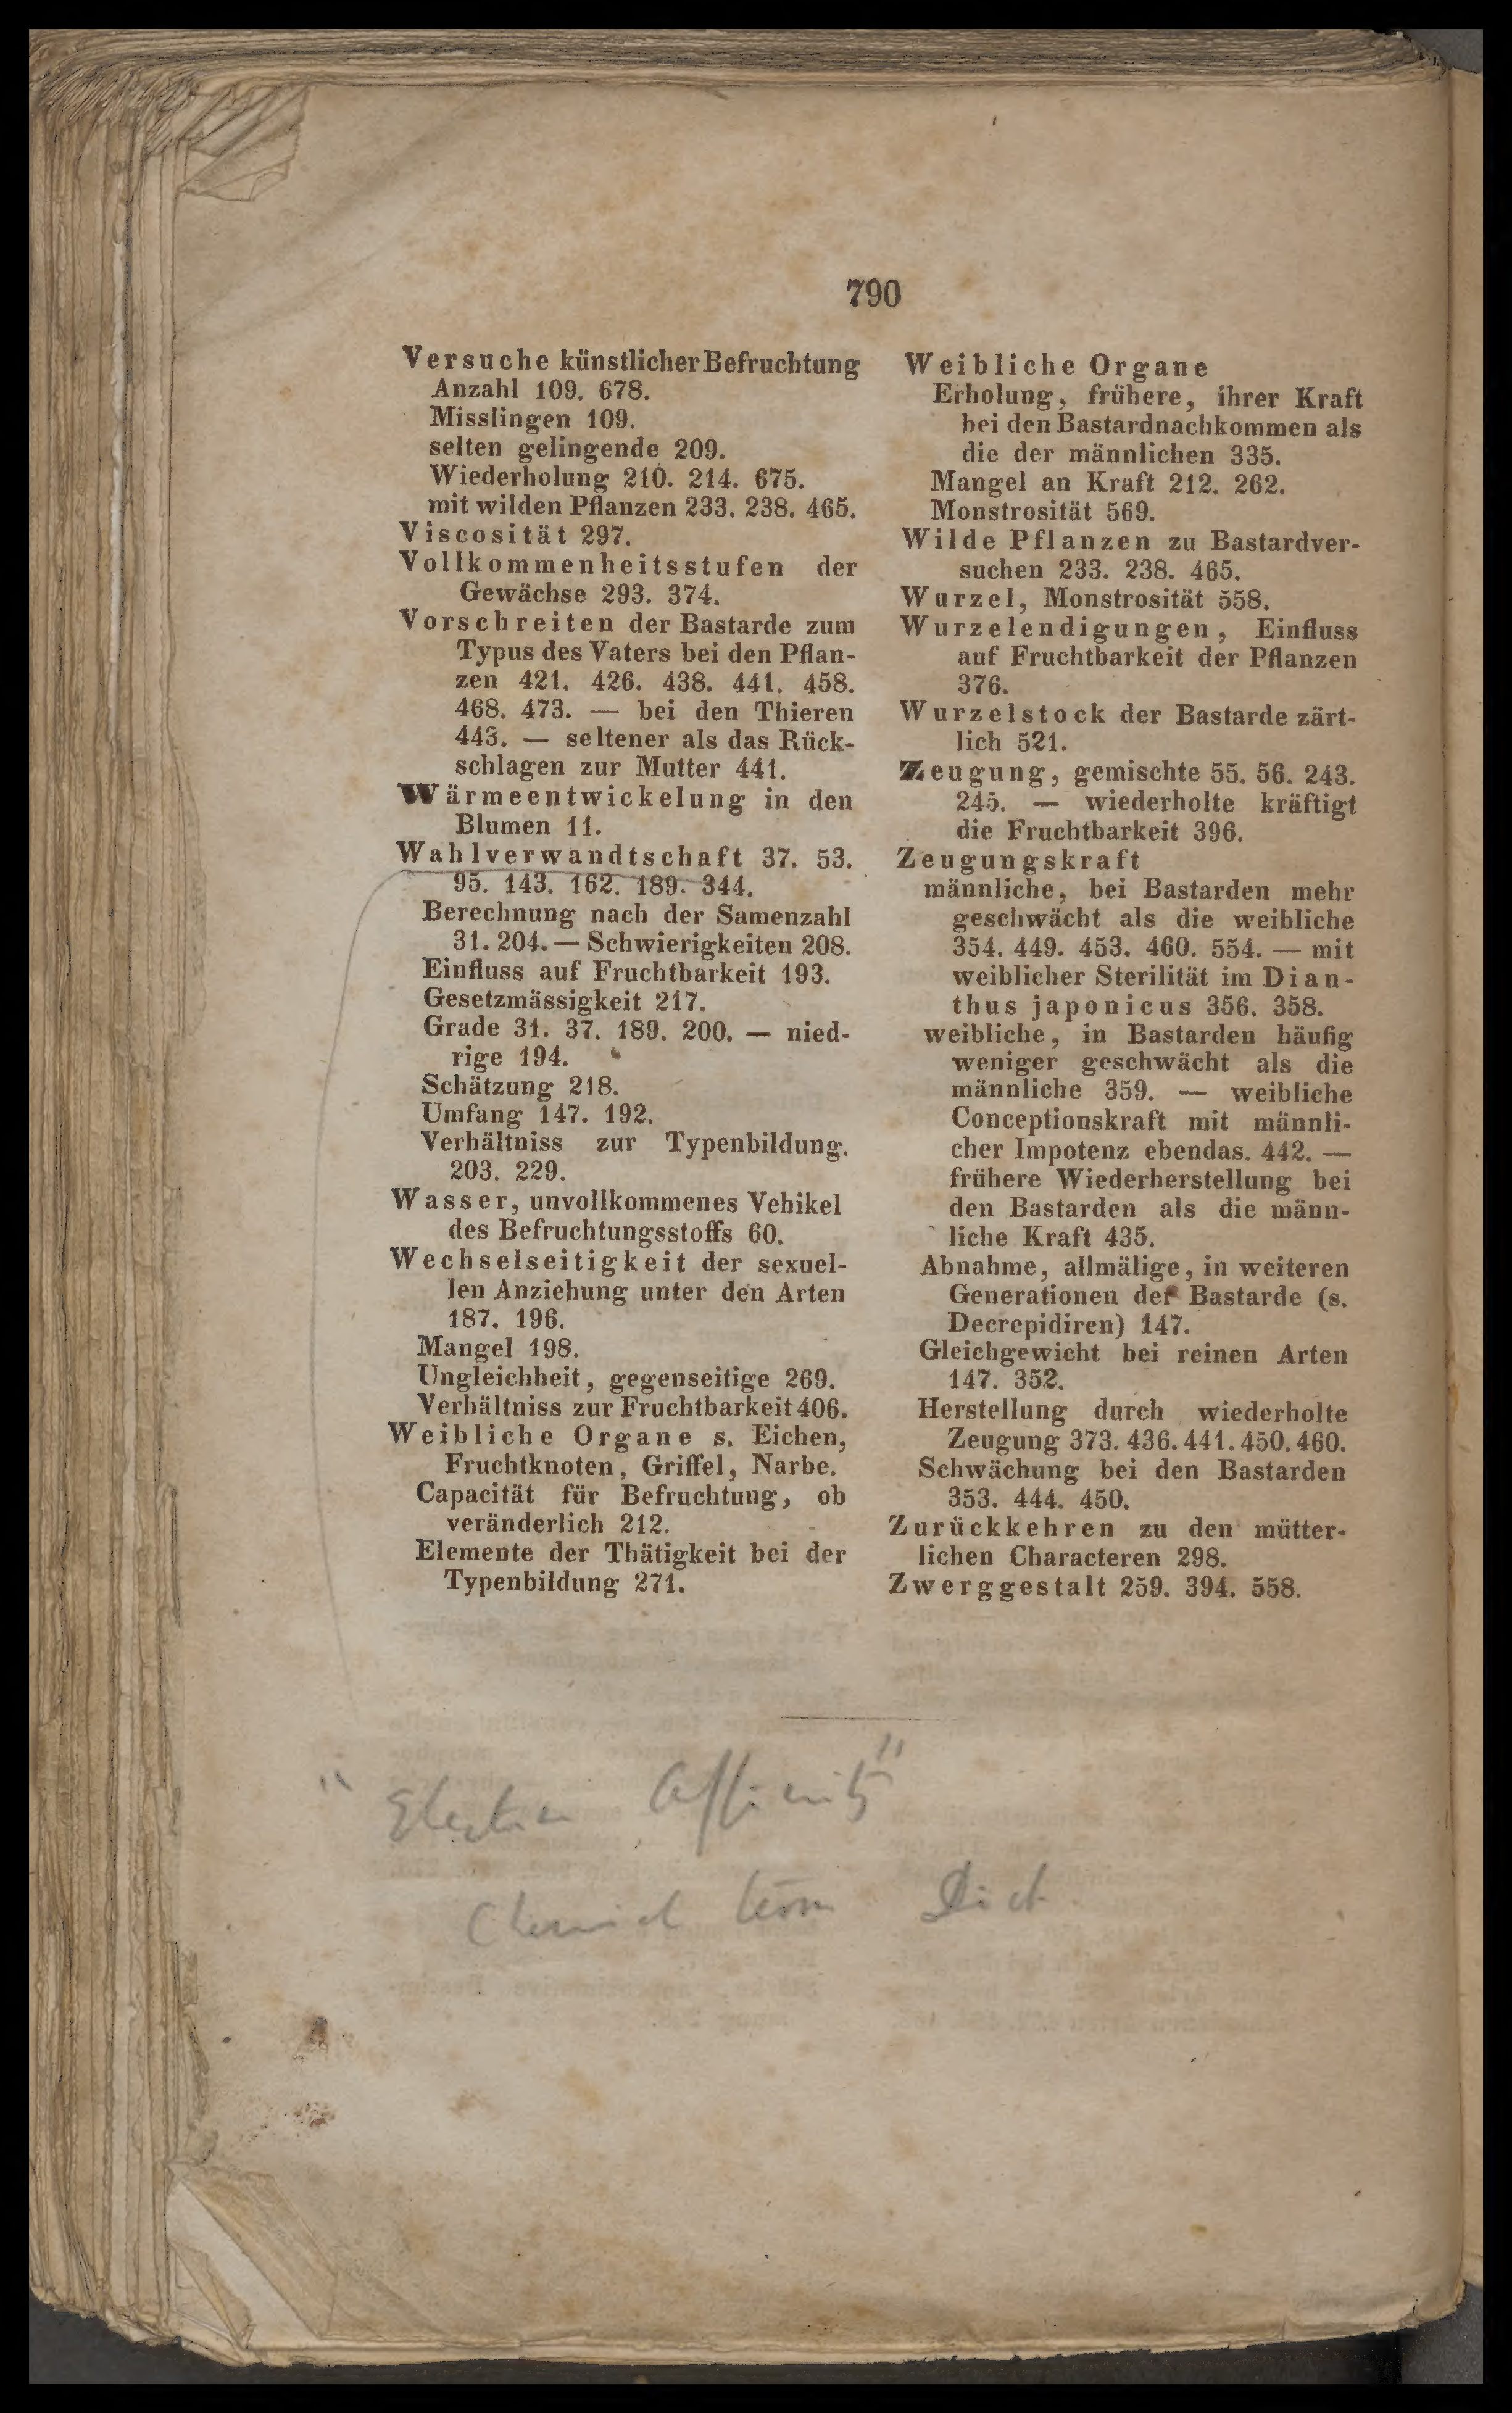 790
Versuche künstlicher Befruchtung
Anzahl 109. 678.
Misslingen 109.
selten gelingende 209.
Wiederholung 210. 214. 675.
mit wilden Pflanzen 233. 238. 465.
Viscosität 297.
Vollkommenheitsstufen der
Gewächse 293. 374.
Vorschreiten der Bastarde zum
Typus des Vaters bei den Pflan-
zen 421. 426. 438. 441. 458.
468. 473. — bei den Thieren
443. — seltener als das Rück-
schlagen zur Mutter 441.
Wärmeentwickelung in den
Blumen 11.
Wahlverwandtschaft 37. 53.
95. 143. 162. 189. 344.
Berechnung nach der Samenzahl
31. 204. — Schwierigkeiten 208.
Einfluss auf Fruchtbarkeit 193.
Gesetzmässigkeit 217.
Grade 31. 37. 189. 200. — nied-
rige 194.
Schätzung 218.
Umfang 147. 192.
Verhältniss zur Typenbildung.
203. 229.
Wasser, unvollkommenes Vehikel
des Befruchtungsstoffs 60.
Wechselseitigkeit der sexuel-
len Anziehung unter den Arten
187. 196.
Mangel 198.
Ungleichheit, gegenseitige 269.
Verhältniss zur Fruchtbarkeit 406.
Weibliche Organe s. Eichen,
Fruchtknoten, Griffel, Narbe.
Capacität für Befruchtung, ob
veränderlich 212.
Elemente der Thätigkeit bei der
Typenbildung 271.
Weibliche Organe
Erholung, frühere, ihrer Kraft
bei den Bastardnachkommen als
die der männlichen 335.
Mangel an Kraft 212. 262.
Monstrosität 569.
Wilde Pflanzen zu Bastardver-
suchen 233. 238. 465.
Wurzel, Monstrosität 558.
Wurzelendigungen, Einfluss
auf Fruchtbarkeit der Pflanzen
376.
Wurzelstock der Bastarde zärt-
lich 521.
Zeugung, gemischte 55. 56. 243.
245. — wiederholte kräftigt
die Fruchtbarkeit 396.
Zeugungskraft
männliche, bei Bastarden mehr
geschwächt als die weibliche
354. 449. 453. 460. 554. — mit
weiblicher Sterilität im Dian-
thus japonicus 356. 358.
weibliche, in Bastarden häufig
weniger geschwächt als die
männliche 359. — weibliche
Conceptionskraft mit männli-
cher Impotenz ebendas. 442. —
frühere Wiederherstellung bei
den Bastarden als die männ-
liche Kraft 435.
Abnahme, allmälige, in weiteren
Generationen der Bastarde (s.
Decrepidiren) 147.
Gleichgewicht bei reinen Arten
147. 352.
Herstellung durch wiederholte
Zeugung 373. 436. 441. 450. 460.
Schwächung bei den Bastarden
353. 444. 450.
Zurückkehren zu den mütter-
lichen Characteren 298.
Zwerggestalt 259. 394. 558.
Affinity"
Chemical term Dict